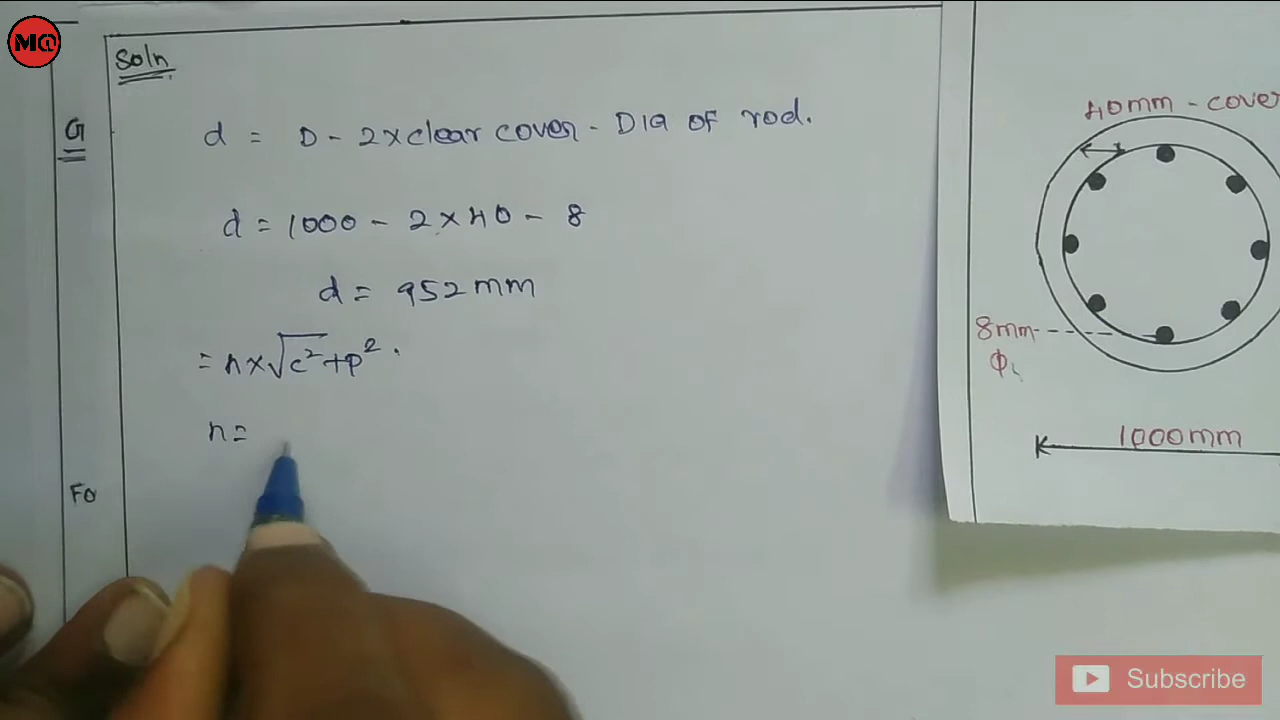 M@
Soln
G
d = D - 2 x clear cover - Dia of rod.
d = 1000 - 2 x 40 - 8
d = 952 mm
= n x √c² + p².
n =
Fo
40mm - cover
8mm
Φ
1000mm
Subscribe